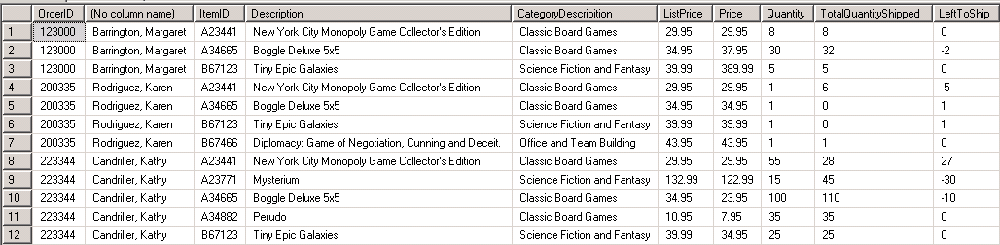 OrderID (No column name) ItemID Description CategoryDescripition ListPrice Price Quantity TotalQuantityShipped LeftToShip
1 123000 Barrington, Margaret A23441 New York City Monopoly Game Collector's Edition Classic Board Games 29.95 29.95 8 8 0
2 123000 Barrington, Margaret A34665 Boggle Deluxe 5x5 Classic Board Games 34.95 37.95 30 32 -2
3 123000 Barrington, Margaret B67123 Tiny Epic Galaxies Science Fiction and Fantasy 39.99 389.99 5 5 0
4 200335 Rodriguez, Karen A23441 New York City Monopoly Game Collector's Edition Classic Board Games 29.95 29.95 1 6 -5
5 200335 Rodriguez, Karen A34665 Boggle Deluxe 5x5 Classic Board Games 34.95 34.95 1 0 1
6 200335 Rodriguez, Karen B67123 Tiny Epic Galaxies Science Fiction and Fantasy 39.99 39.99 1 0 1
7 200335 Rodriguez, Karen B67466 Diplomacy: Game of Negotiation, Cunning and Deceit. Office and Team Building 43.95 43.95 1 1 0
8 223344 Candriller, Kathy A23441 New York City Monopoly Game Collector's Edition Classic Board Games 29.95 29.95 55 28 27
9 223344 Candriller, Kathy A23771 Mysterium Science Fiction and Fantasy 132.99 122.99 15 45 -30
10 223344 Candriller, Kathy A34665 Boggle Deluxe 5x5 Classic Board Games 34.95 23.95 100 110 -10
11 223344 Candriller, Kathy A34882 Perudo Classic Board Games 10.95 7.95 35 35 0
12 223344 Candriller, Kathy B67123 Tiny Epic Galaxies Science Fiction and Fantasy 39.99 34.95 25 25 0